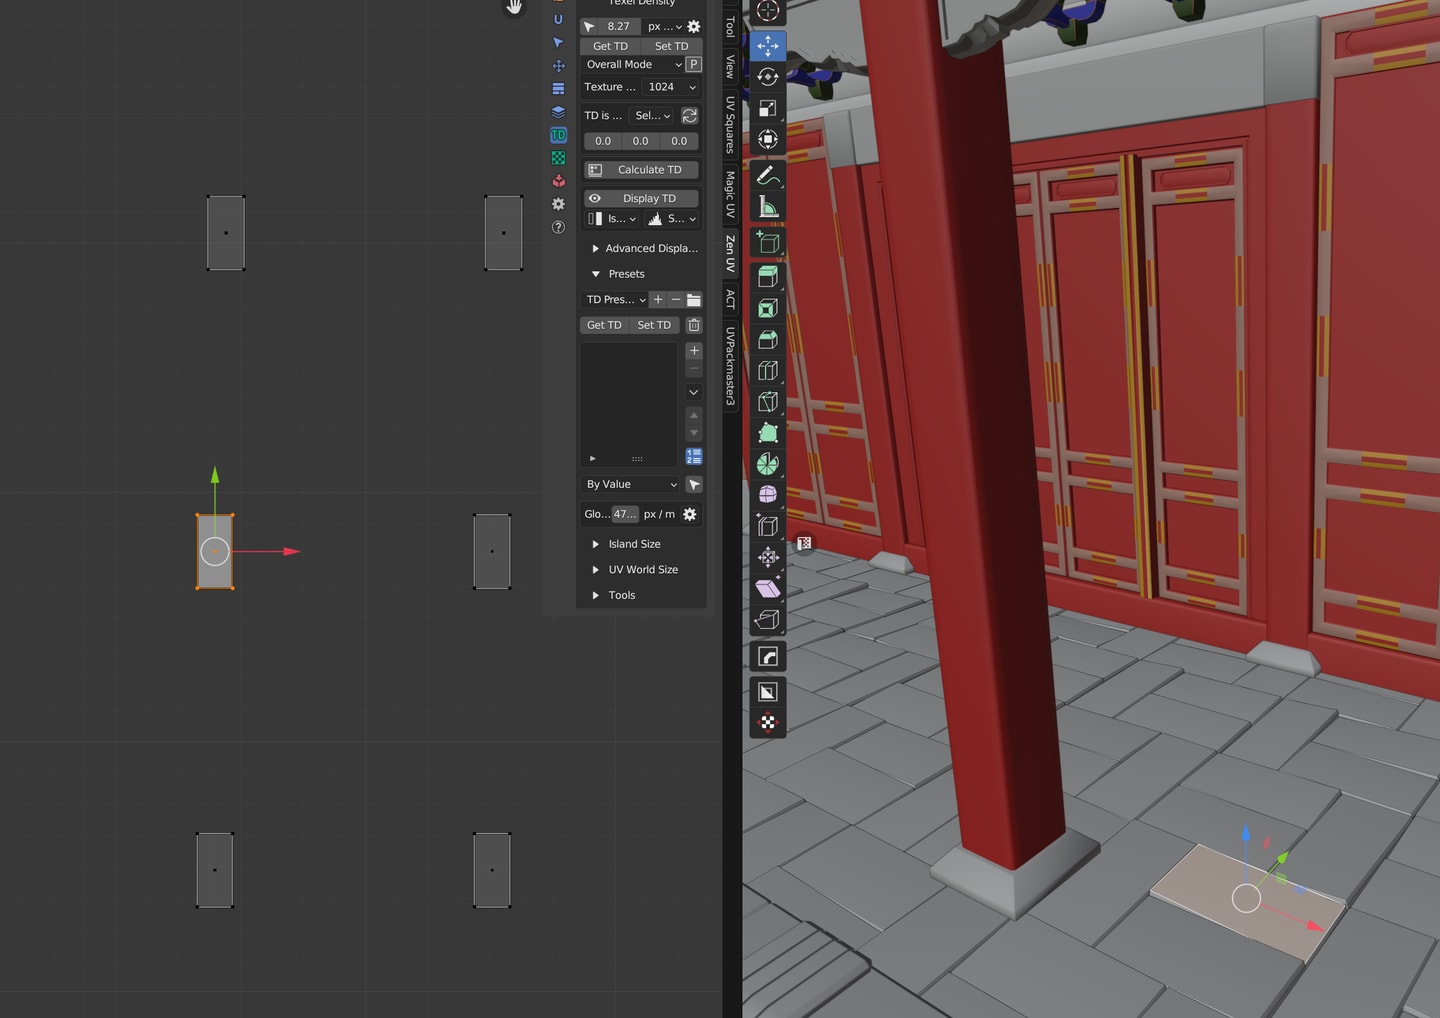 Texel Density
8.27 px ...
Get TD Set TD
Overall Mode P
Texture ... 1024
TD is ... Sel...
0.0 0.0 0.0
Calculate TD
Display TD
Is... S...
Advanced Displa...
Presets
TD Pres...
Get TD Set TD
By Value
Glo... 47... px / m
Island Size
UV World Size
Tools
TD
Tool
View
UV Squares
Magic UV
Zen UV
ACT
UVPackmaster3